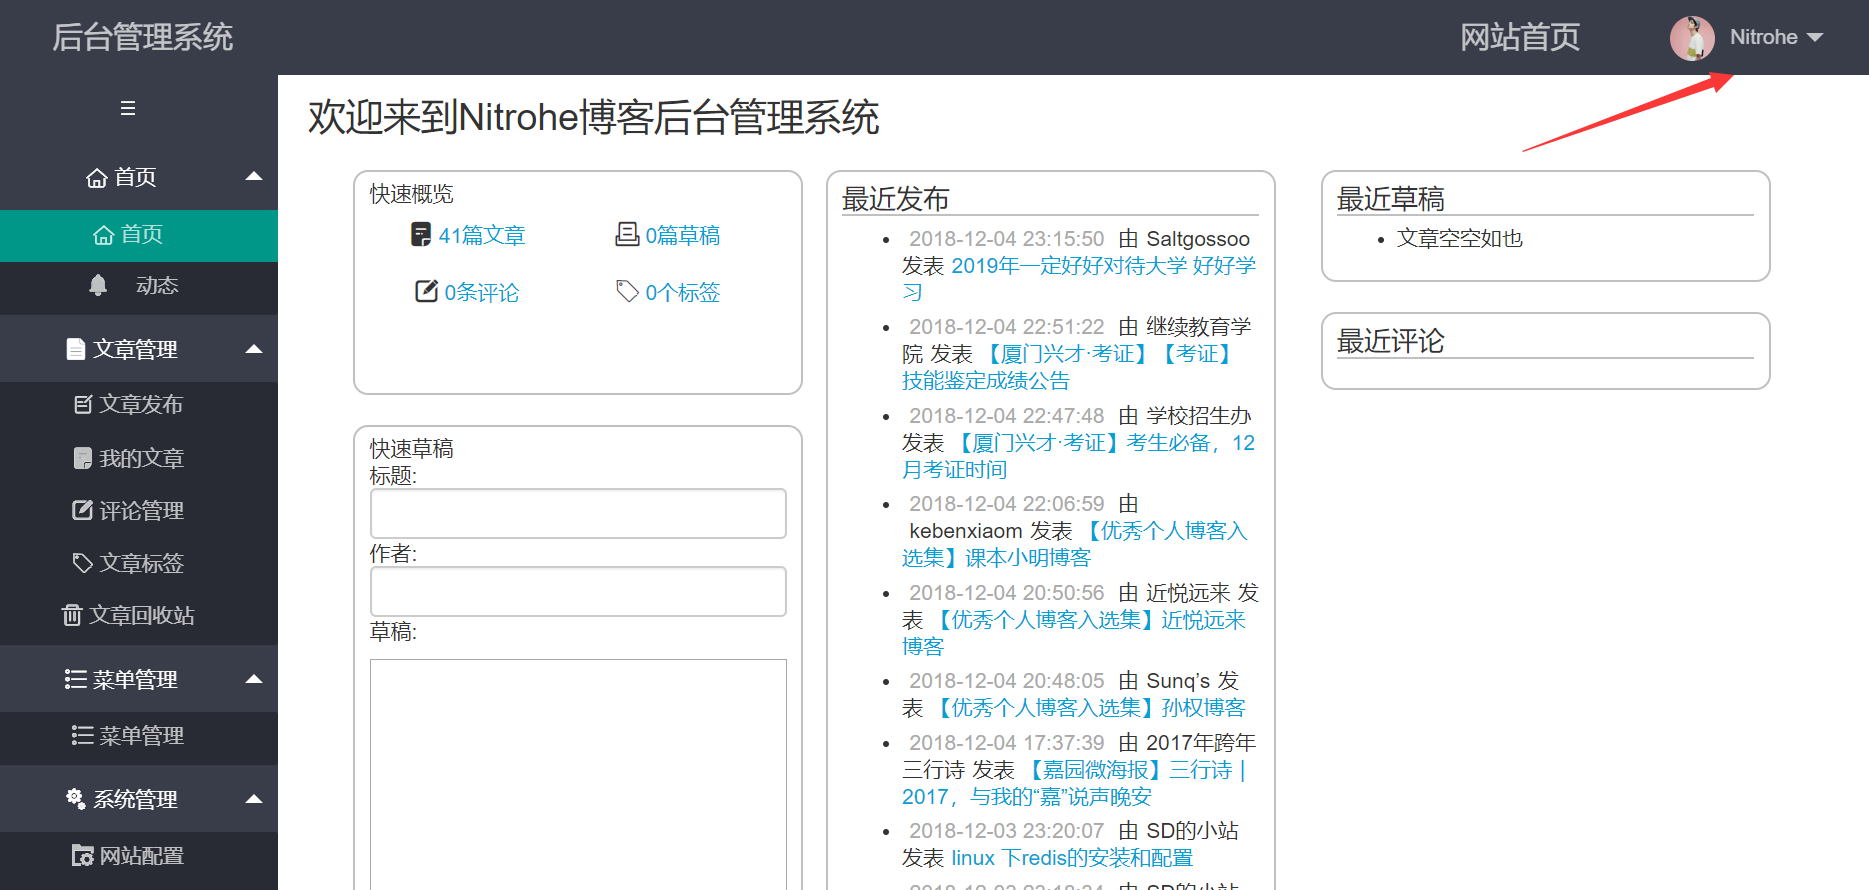 后台管理系统
网站首页
Nitrohe
首页
首页
动态
文章管理
文章发布
我的文章
评论管理
文章标签
文章回收站
菜单管理
菜单管理
系统管理
网站配置
欢迎来到Nitrohe博客后台管理系统
快速概览
41篇文章
0篇草稿
0条评论
0个标签
快速草稿
标题:
作者:
草稿:
最近发布
2018-12-04 23:15:50 由 Saltgossoo
发表 2019年一定好好对待大学 好好学
习
2018-12-04 22:51:22 由 继续教育学
院 发表 【厦门兴才·考证】【考证】
技能鉴定成绩公告
2018-12-04 22:47:48 由 学校招生办
发表 【厦门兴才·考证】考生必备，12
月考证时间
2018-12-04 22:06:59 由
kebenxiaom 发表 【优秀个人博客入
选集】课本小明博客
2018-12-04 20:50:56 由 近悦远来 发
表 【优秀个人博客入选集】近悦远来
博客
2018-12-04 20:48:05 由 Sunq’s 发
表 【优秀个人博客入选集】孙权博客
2018-12-04 17:37:39 由 2017年跨年
三行诗 发表 【嘉园微海报】三行诗 |
2017，与我的“嘉”说声晚安
2018-12-03 23:20:07 由 SD的小站
发表 linux 下redis的安装和配置
2018-12-03 23:18:34 由 SD的小站
最近草稿
文章空空如也
最近评论